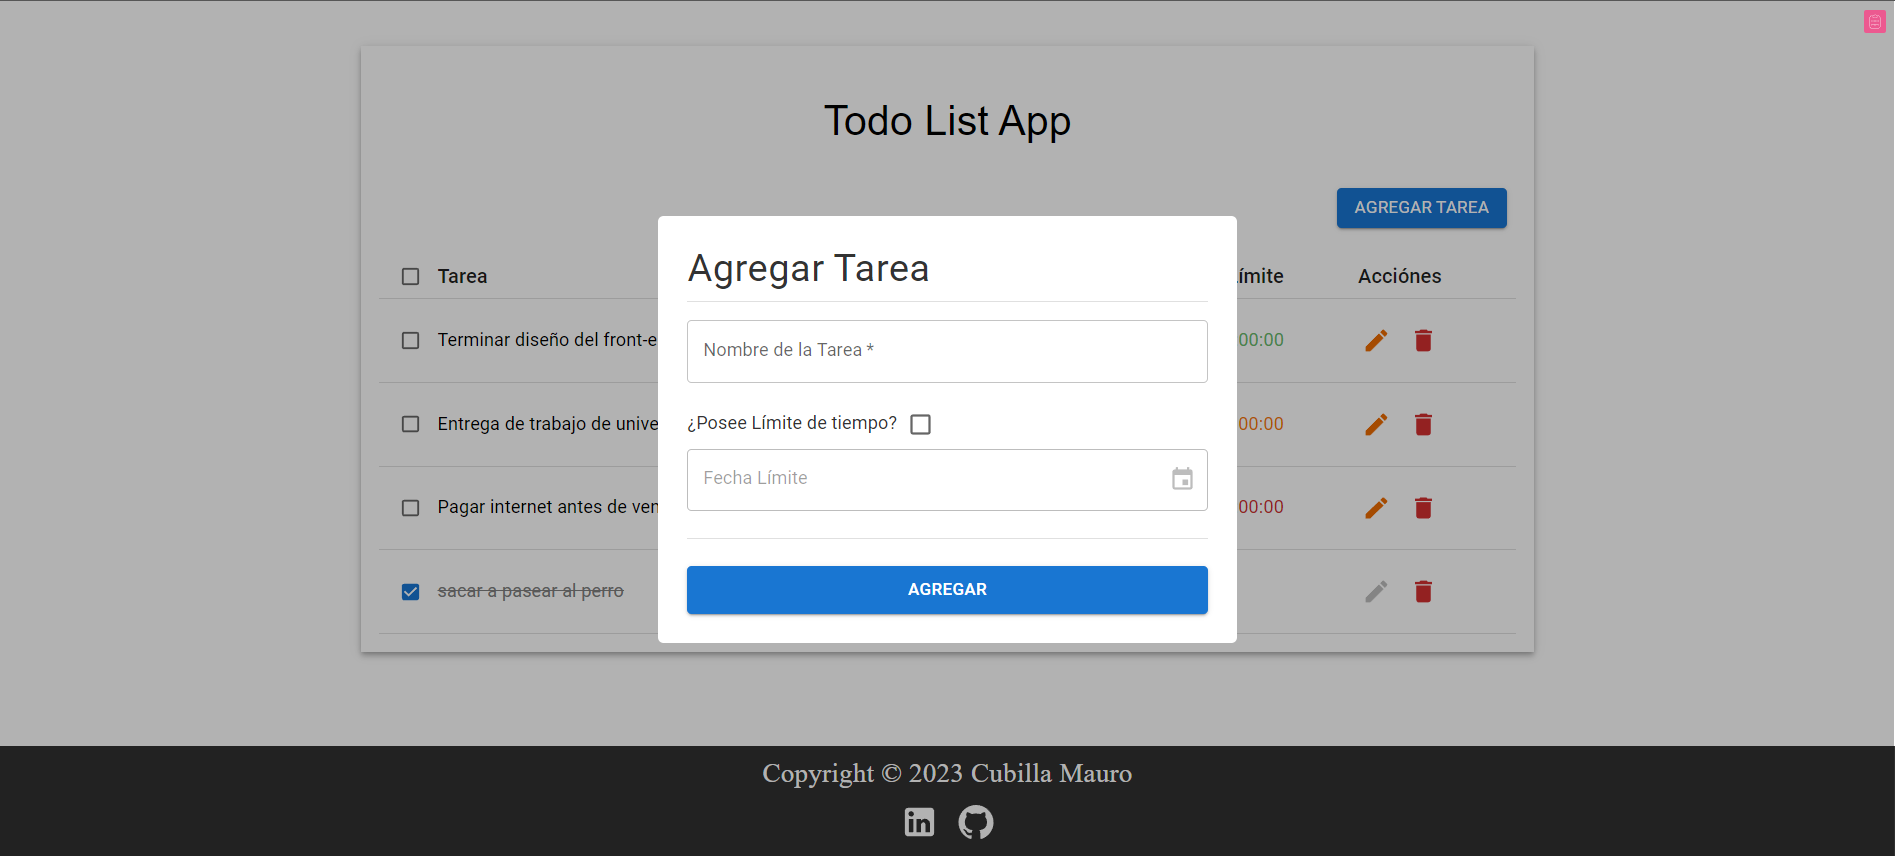 Todo List App
AGREGAR TAREA
Agregar Tarea
Tarea
Acciónes
Nombre de la Tarea *
Terminar diseño del front-e
00:00
¿Posee Límite de tiempo?
Entrega de trabajo de unive
00:00
Fecha Límite
Pagar internet antes de ven
00:00
sacar a pasear al perro
AGREGAR
Copyright © 2023 Cubilla Mauro
in